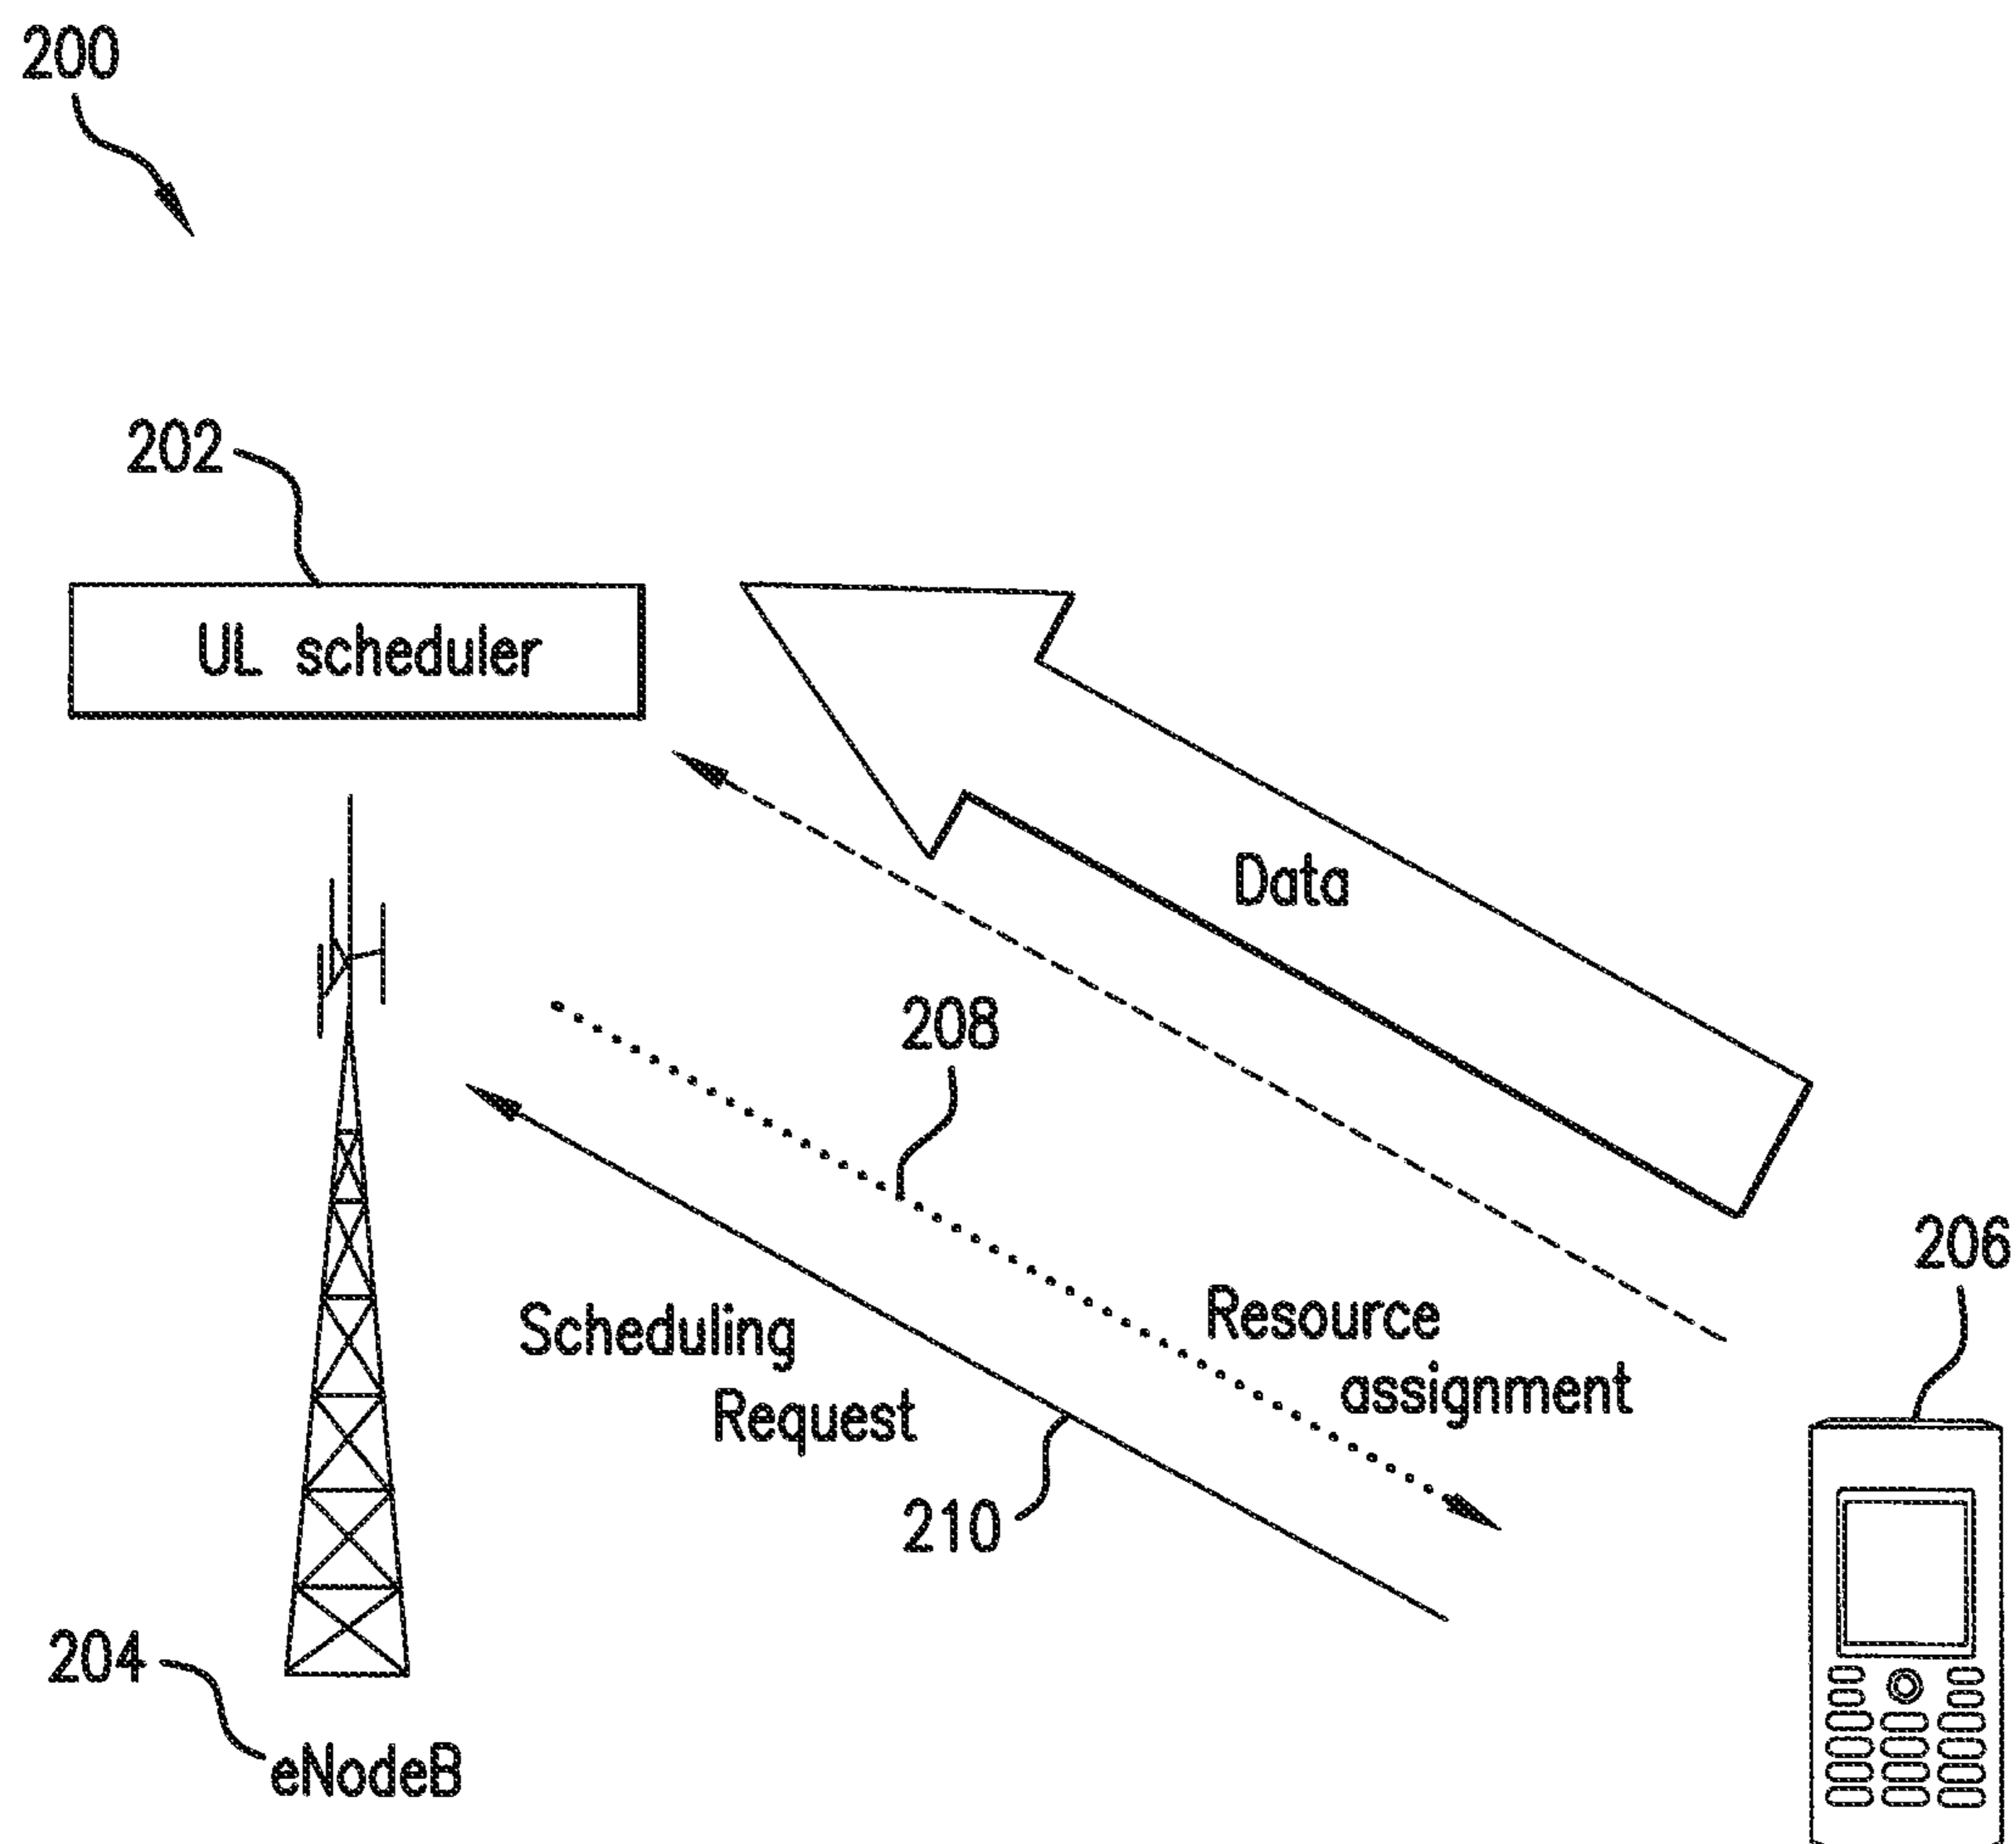 200
202
UL scheduler
Data
208
206
Scheduling
Request
Resource
assignment
210
204
eNodeB